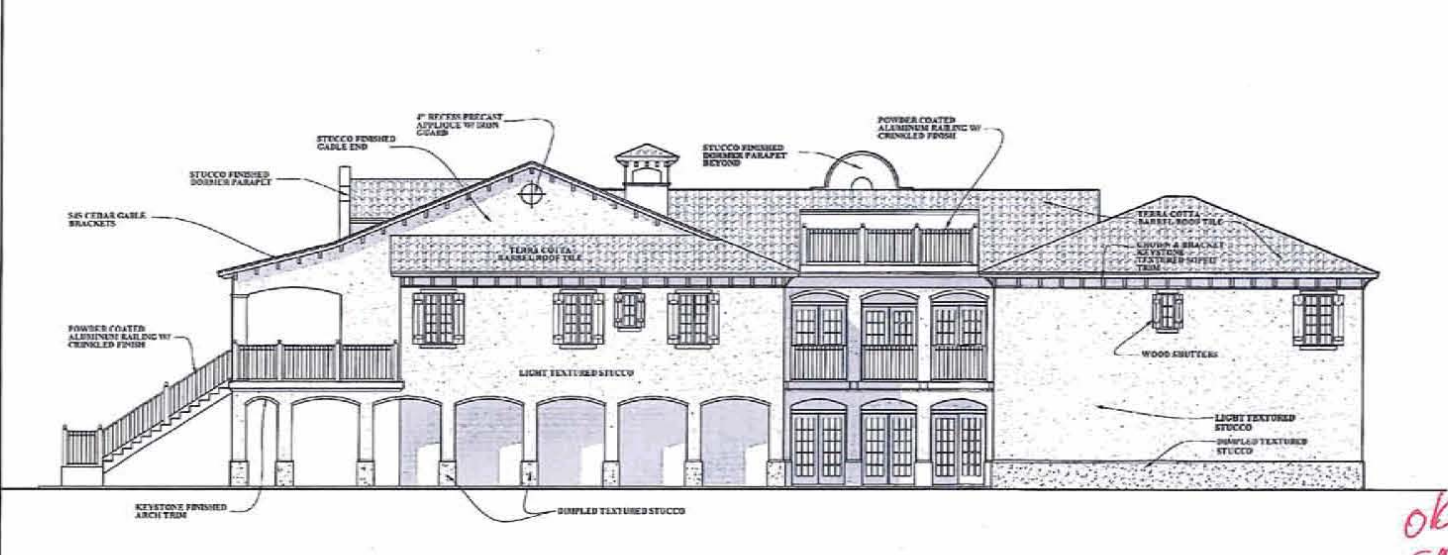 4" RECESS PRECAST
APPLIQUE W/ IRON
GUARD
STUCCO FINISHED
GABLE END
STUCCO FINISHED
DORMER PARAPET
S4S CEDAR GABLE
BRACKETS
POWDER COATED
ALUMINUM RAILING W/
CRINKLED FINISH
STUCCO FINISHED
DORMER PARAPET
BEYOND
POWDER COATED
ALUMINUM RAILING W/
CRINKLED FINISH
TERRA COTTA
BARREL ROOF TILE
TERRA COTTA
BARREL ROOF TILE
CROWN & BRACKET
KEYSTONE
TEXTURED
TRIM
WOOD SHUTTERS
LIGHT TEXTURED STUCCO
LIGHT TEXTURED
STUCCO
DIMPLED TEXTURED
STUCCO
KEYSTONE FINISHED
ARCH TRIM
DIMPLED TEXTURED STUCCO
ok